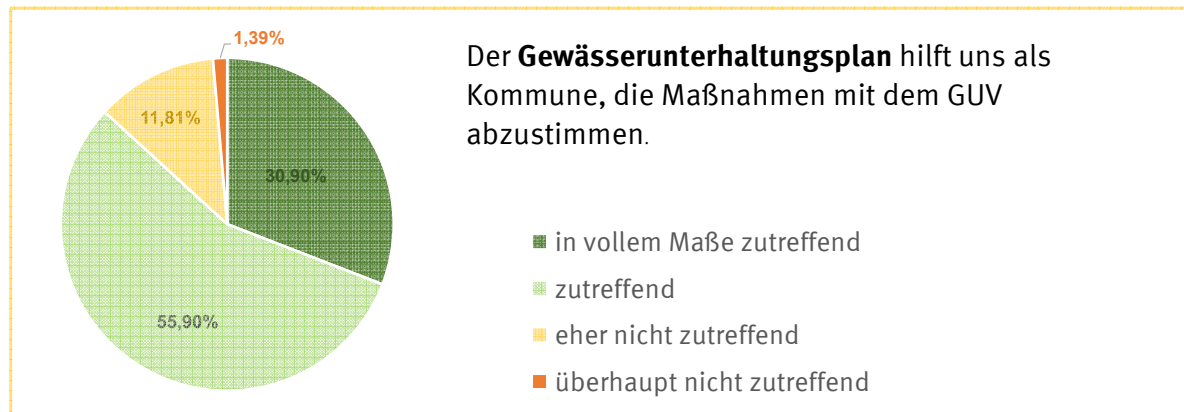 1,39%
11,81%
30,90%
55,90%
Der Gewässerunterhaltungsplan hilft uns als
Kommune, die Maßnahmen mit dem GUV
abzustimmen.
in vollem Maße zutreffend
zutreffend
eher nicht zutreffend
überhaupt nicht zutreffend